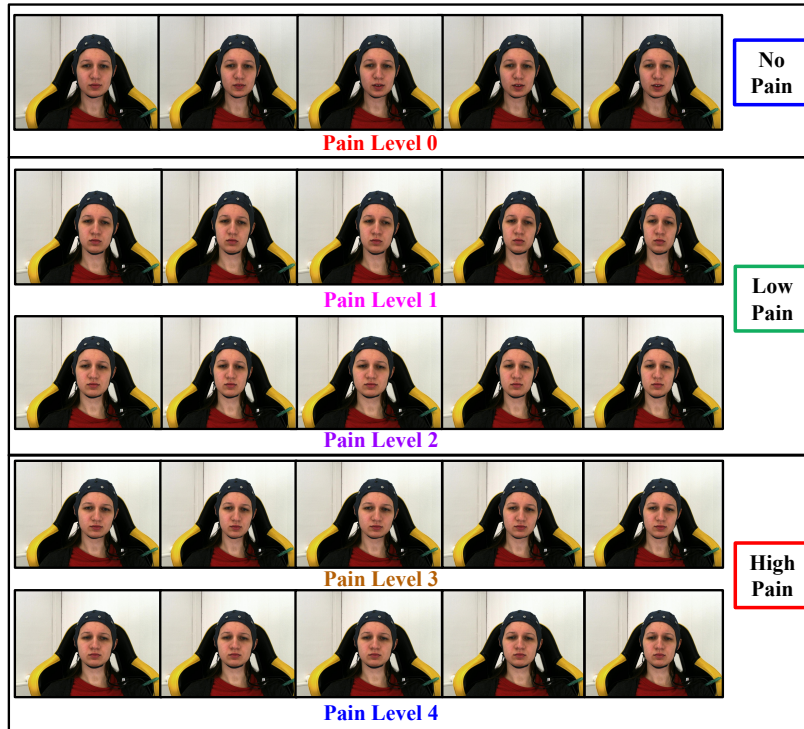 No
Pain
Pain Level 0
Low
Pain
Pain Level 1
Pain Level 2
High
Pain
Pain Level 3
Pain Level 4